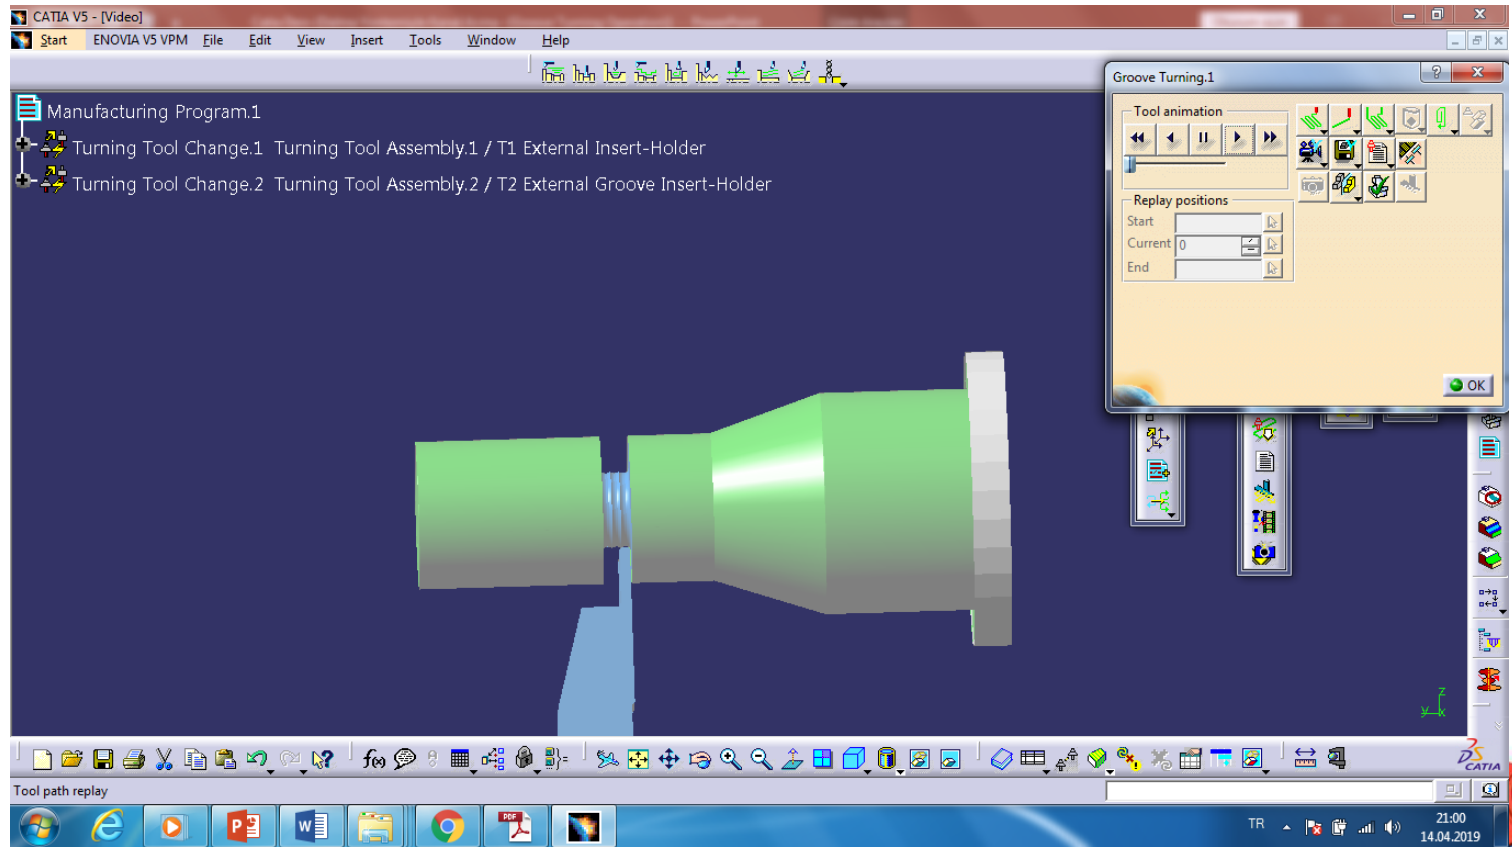 CATIA V5 - [Video]
Start ENOVIA V5 VPM File Edit View Insert Tools Window Help
Groove Turning.1
Tool animation
Replay positions
Start
Current 0
End
OK
Manufacturing Program.1
Turning Tool Change.1 Turning Tool Assembly.1 / T1 External Insert-Holder
Turning Tool Change.2 Turning Tool Assembly.2 / T2 External Groove Insert-Holder
z
y x
f(x)
CATIA
Tool path replay
PDF
TR
21:00
14.04.2019